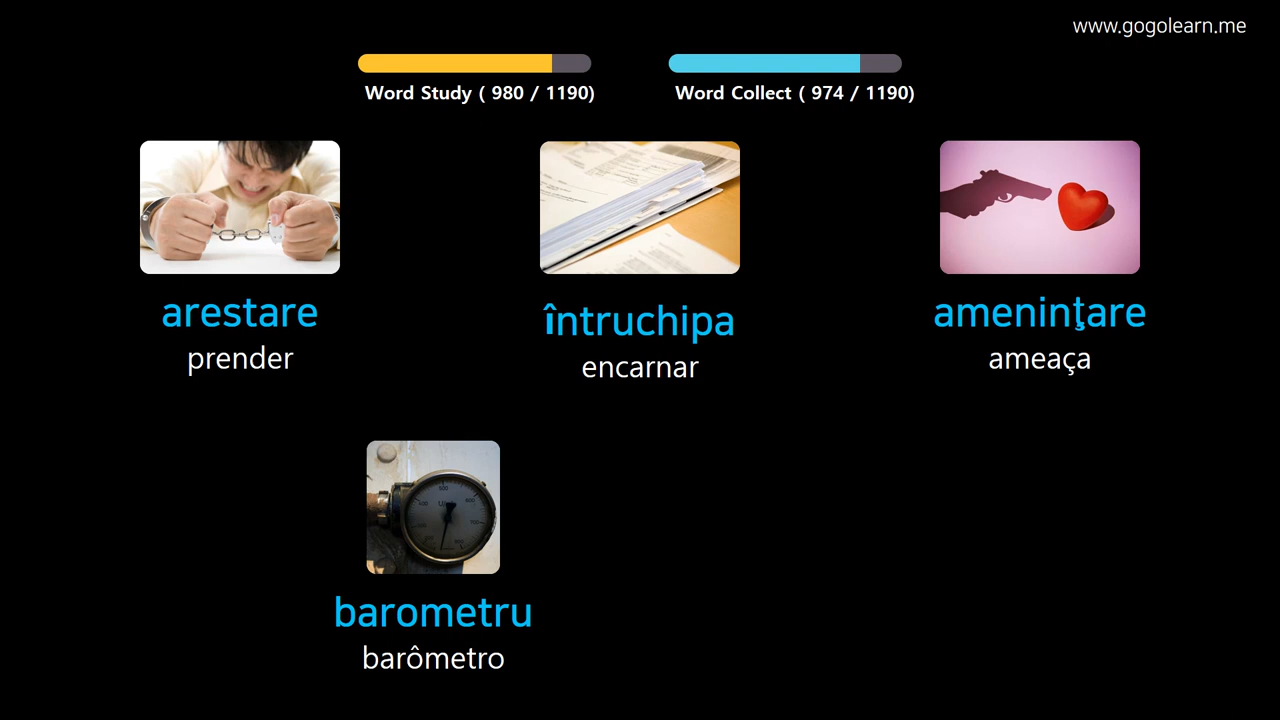 www.gogolearn.me
Word Study ( 980 / 1190)
Word Collect ( 974 / 1190)
arestare
prender
întruchipa
encarnar
ameninţare
ameaça
barometru
barômetro